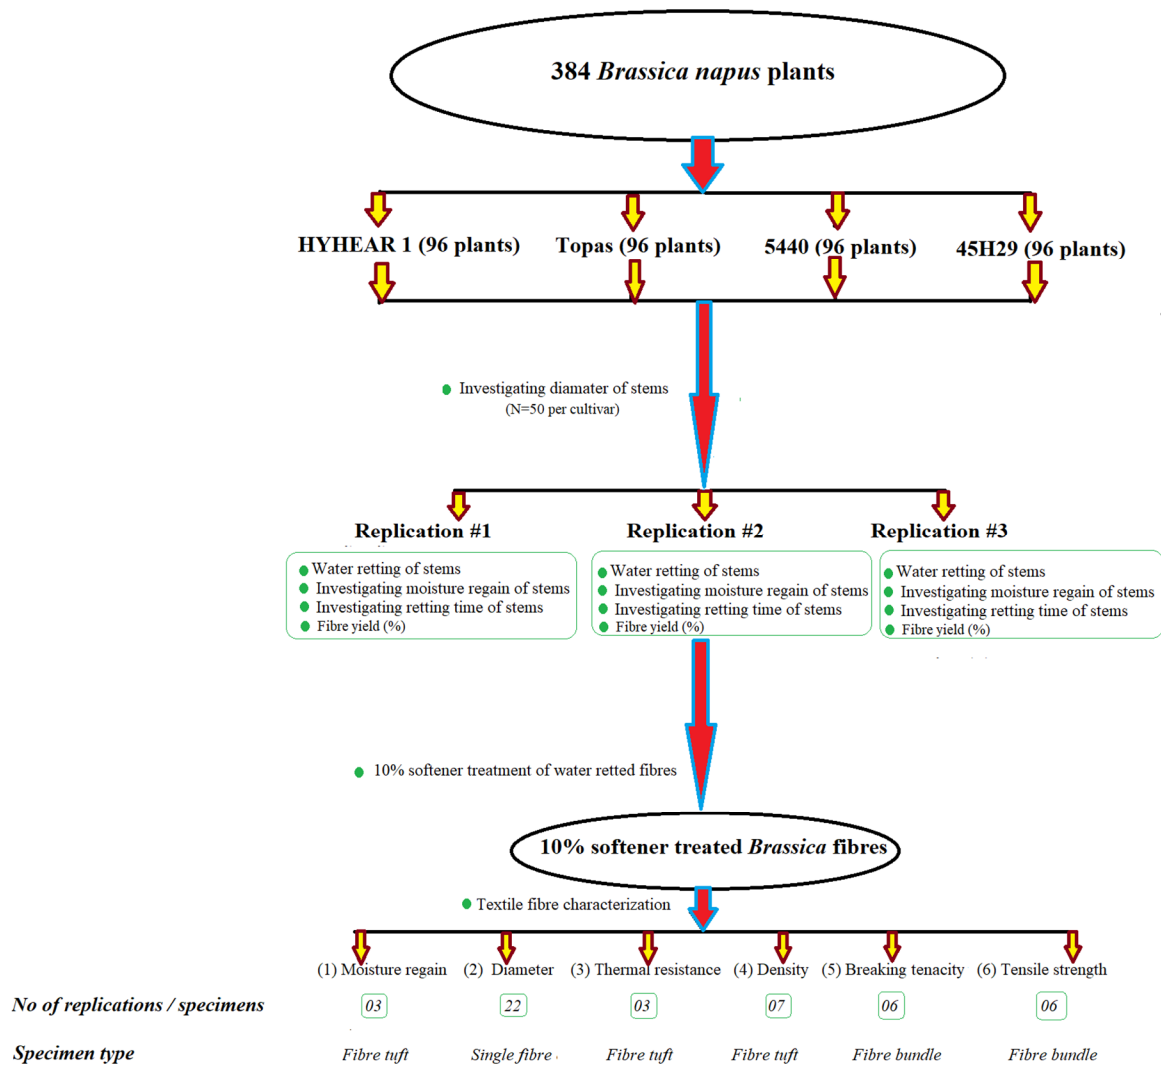 384 Brassica napus plants
HYHEAR 1 (96 plants)
Topas (96 plants)
5440 (96 plants)
45H29 (96 plants)
Investigating diamater of stems
(N=50 per cultivar)
Replication #1
Replication #2
Replication #3
Water retting of stems
Investigating moisture regain of stems
Investigating retting time of stems
Fibre yield (%)
Water retting of stems
Investigating moisture regain of stems
Investigating retting time of stems
Fibre yield (%)
Water retting of stems
Investigating moisture regain of stems
Investigating retting time of stems
Fibre yield (%)
10% softener treatment of water retted fibres
10% softener treated Brassica fibres
Textile fibre characterization
(1) Moisture regain
(2) Diameter
(3) Thermal resistance
(4) Density
(5) Breaking tenacity
(6) Tensile strength
No of replications / specimens
03
22
03
07
06
06
Specimen type
Fibre tuft
Single fibre
Fibre tuft
Fibre tuft
Fibre bundle
Fibre bundle